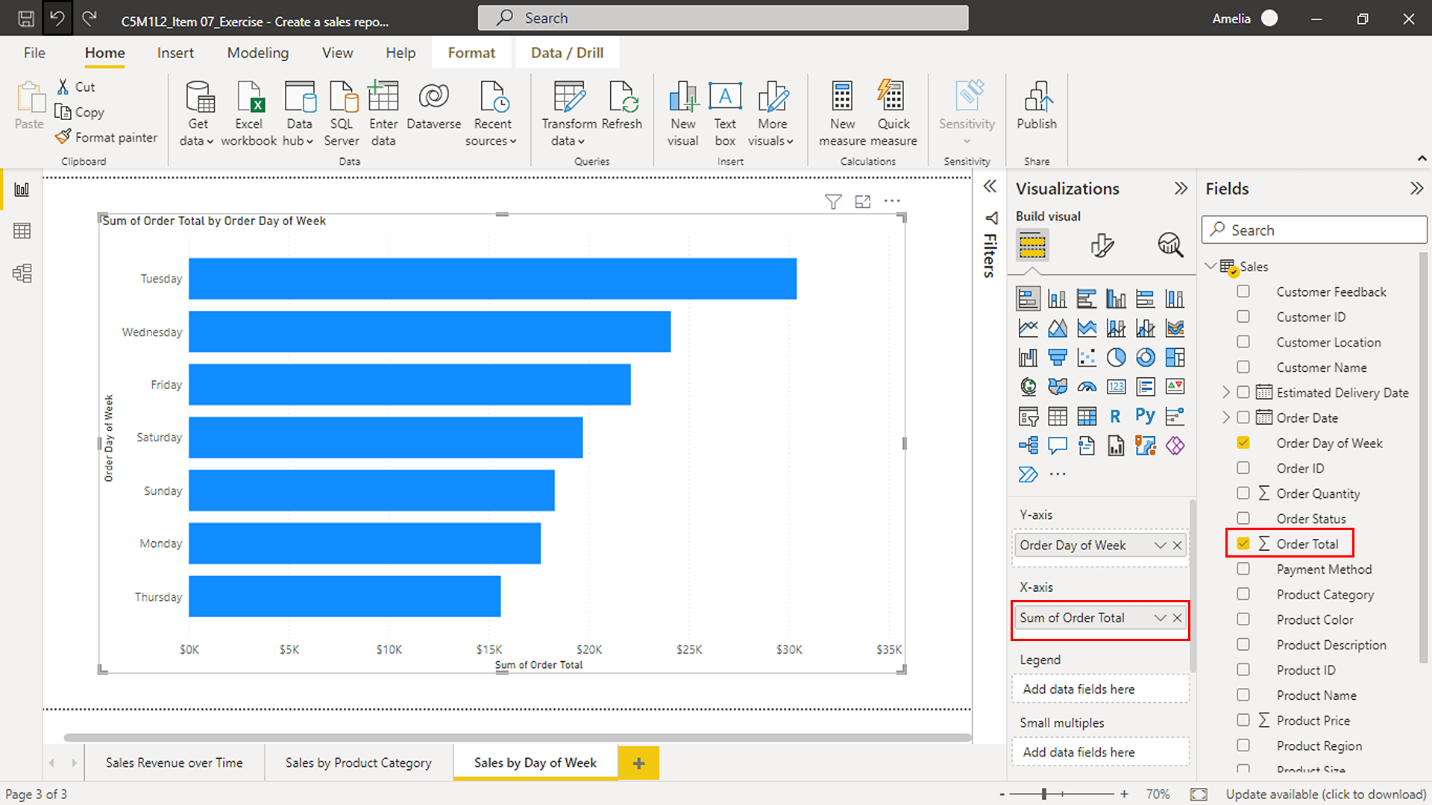 C5M1L2_Item 07_Exercise - Create a sales repo...
Search
Amelia
File
Home
Insert
Modeling
View
Help
Format
Data / Drill
Paste
Cut
Copy
Format painter
Clipboard
Get data
Excel workbook
Data hub
SQL Server
Enter data
Dataverse
Recent sources
Data
Transform data
Refresh
Queries
New visual
A
Text box
More visuals
Insert
New measure
Quick measure
Calculations
Sensitivity
Sensitivity
Publish
Share
Sum of Order Total by Order Day of Week
Order Day of Week
Tuesday
Wednesday
Friday
Saturday
Sunday
Monday
Thursday
$0K $5K $10K $15K $20K $25K $30K $35K
Sum of Order Total
Filters
Visualizations
Build visual
123
R
Py
Y-axis
Order Day of Week
X-axis
Sum of Order Total
Legend
Add data fields here
Small multiples
Add data fields here
Fields
Search
Sales
Customer Feedback
Customer ID
Customer Location
Customer Name
Estimated Delivery Date
Order Date
Order Day of Week
Order ID
Σ Order Quantity
Order Status
Σ Order Total
Payment Method
Product Category
Product Color
Product Description
Product ID
Product Name
Σ Product Price
Product Region
Product Size
Sales Revenue over Time
Sales by Product Category
Sales by Day of Week
+
Page 3 of 3
- + 70%
Update available (click to download)